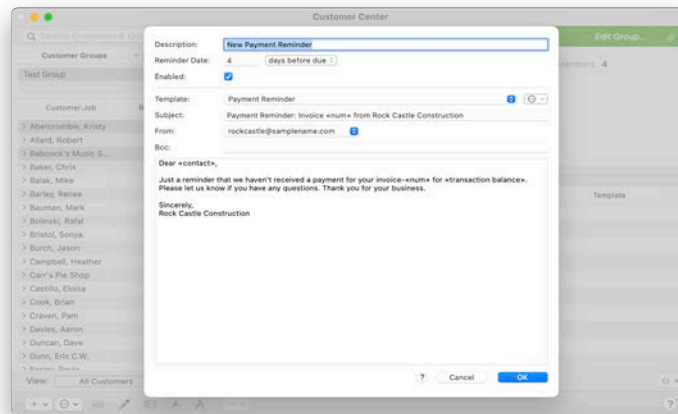 Customer Center
Search Customers &
Edit Group...
Customer Groups
Members 4
Test Group
Customer:Job
Template
Abercrombie, Kristy
Allard, Robert
Babcock's Music S...
Baker, Chris
Balak, Mike
Barley, Renee
Bauman, Mark
Bolinski, Rafal
Bristol, Sonya
Burch, Jason
Campbell, Heather
Carr's Pie Shop
Castillo, Eloisa
Cook, Brian
Craven, Pam
Davies, Aaron
Duncan, Dave
Dunn, Eric C.W.
View: All Customers
Description: New Payment Reminder
Reminder Date: 4 days before due
Enabled:
Template: Payment Reminder
Subject: Payment Reminder: Invoice «num» from Rock Castle Construction
From: rockcastle@samplename.com
Bcc:
Dear «contact»,
Just a reminder that we haven't received a payment for your invoice-«num» for «transaction balance».
Please let us know if you have any questions. Thank you for your business.
Sincerely,
Rock Castle Construction
? Cancel OK